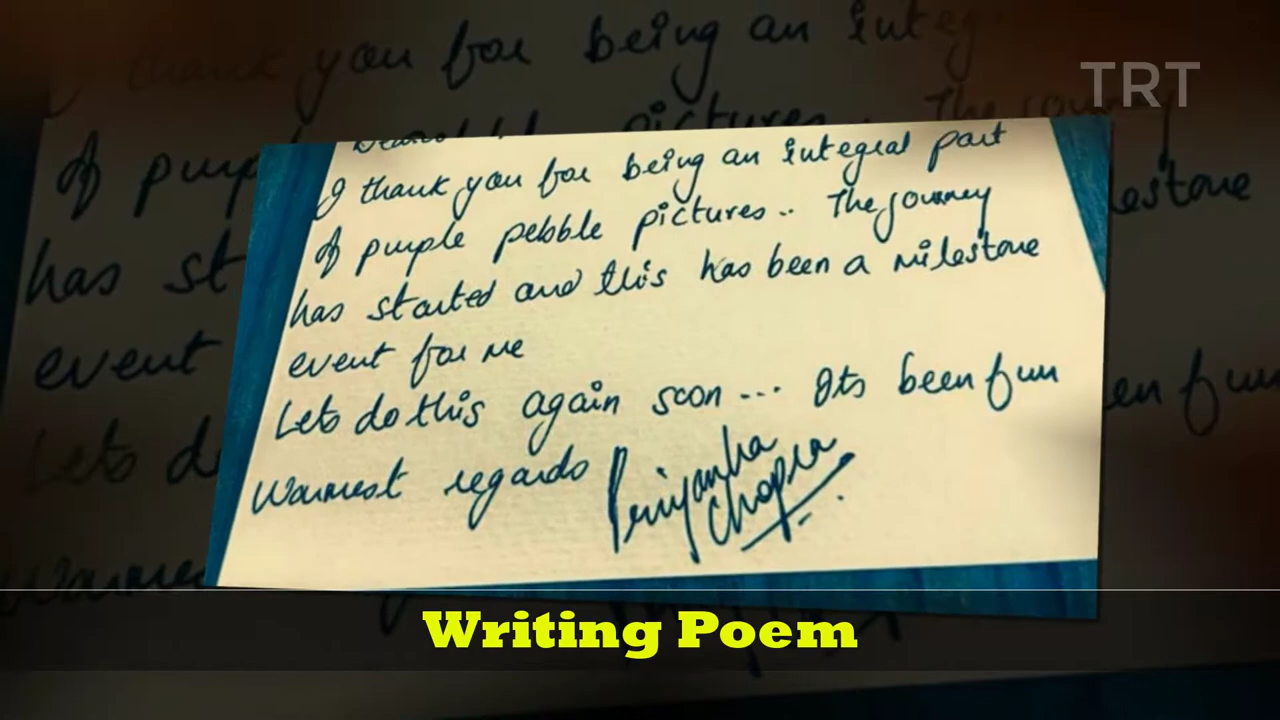 TRT
I thank you for being an integral part
of purple pebble pictures.. The journey
has started and this has been a milestone
event for me
Lets do this again soon... Its been fun
Warmest regards Priyanka
Chopra
Writing Poem